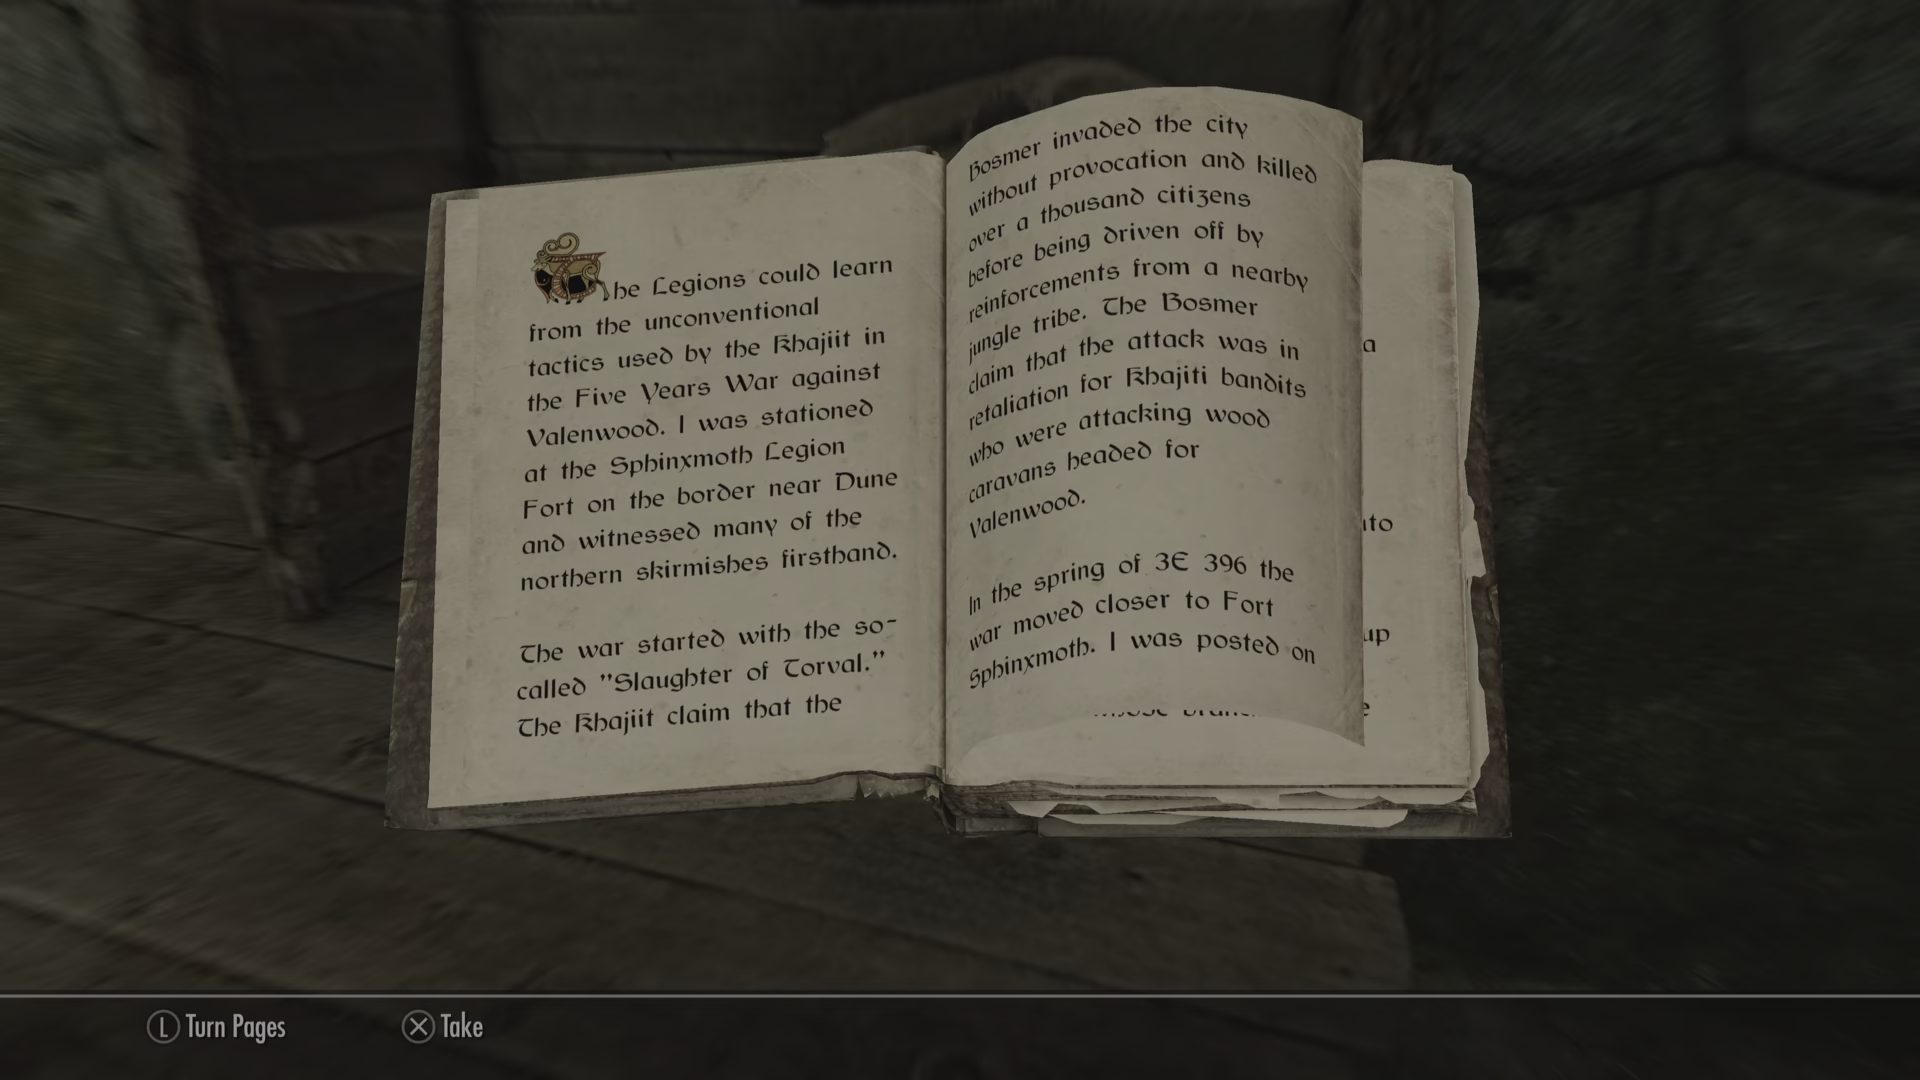 The Legions could learn
from the unconventional
tactics used by the Khajiit in
the Five Years War against
Valenwood. I was stationed
at the Sphinxmoth Legion
Fort on the border near Dune
and witnessed many of the
northern skirmishes firsthand.
The war started with the so-
called "Slaughter of Torval."
The Khajiit claim that the
Bosmer invaded the city
without provocation and killed
over a thousand citizens
before being driven off by
reinforcements from a nearby
jungle tribe. The Bosmer
claim that the attack was in
retaliation for Khajiti bandits
who were attacking wood
caravans headed for
Valenwood.
In the spring of 3E 396 the
war moved closer to Fort
Sphinxmoth. I was posted on
a
up
L Turn Pages
X Take